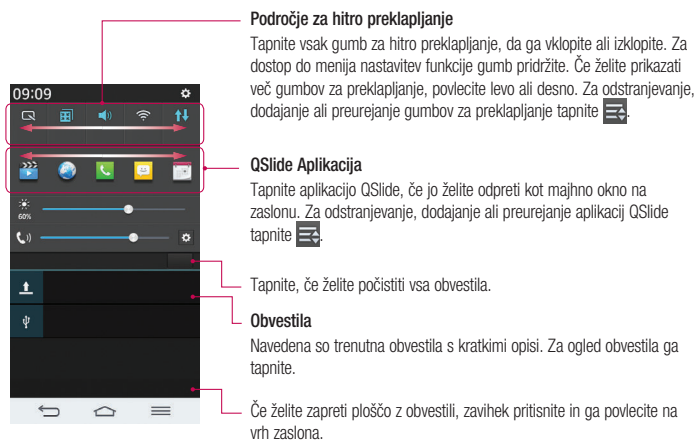 Področje za hitro preklapljanje
Tapnite vsak gumb za hitro preklapljanje, da ga vklopite ali izklopite. Za
dostop do menija nastavitev funkcije gumb pridržite. Če želite prikazati
več gumbov za preklapljanje, povlecite levo ali desno. Za odstranjevanje,
dodajanje ali preurejanje gumbov za preklapljanje tapnite .
09:09
QSlide Aplikacija
Tapnite aplikacijo QSlide, če jo želite odpreti kot majhno okno na
zaslonu. Za odstranjevanje, dodajanje ali preurejanje aplikacij QSlide
tapnite .
60%
Tapnite, če želite počistiti vsa obvestila.
Obvestila
Navedena so trenutna obvestila s kratkimi opisi. Za ogled obvestila ga
tapnite.
Če želite zapreti ploščo z obvestili, zavihek pritisnite in ga povlecite na
vrh zaslona.